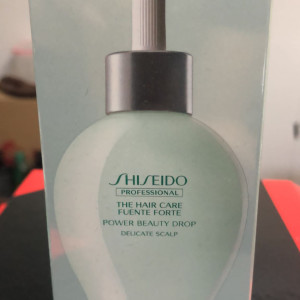 SHISEIDO
PROFESSIONAL
THE HAIR CARE
FUENTE FORTE
POWER BEAUTY DROP
DELICATE SCALP